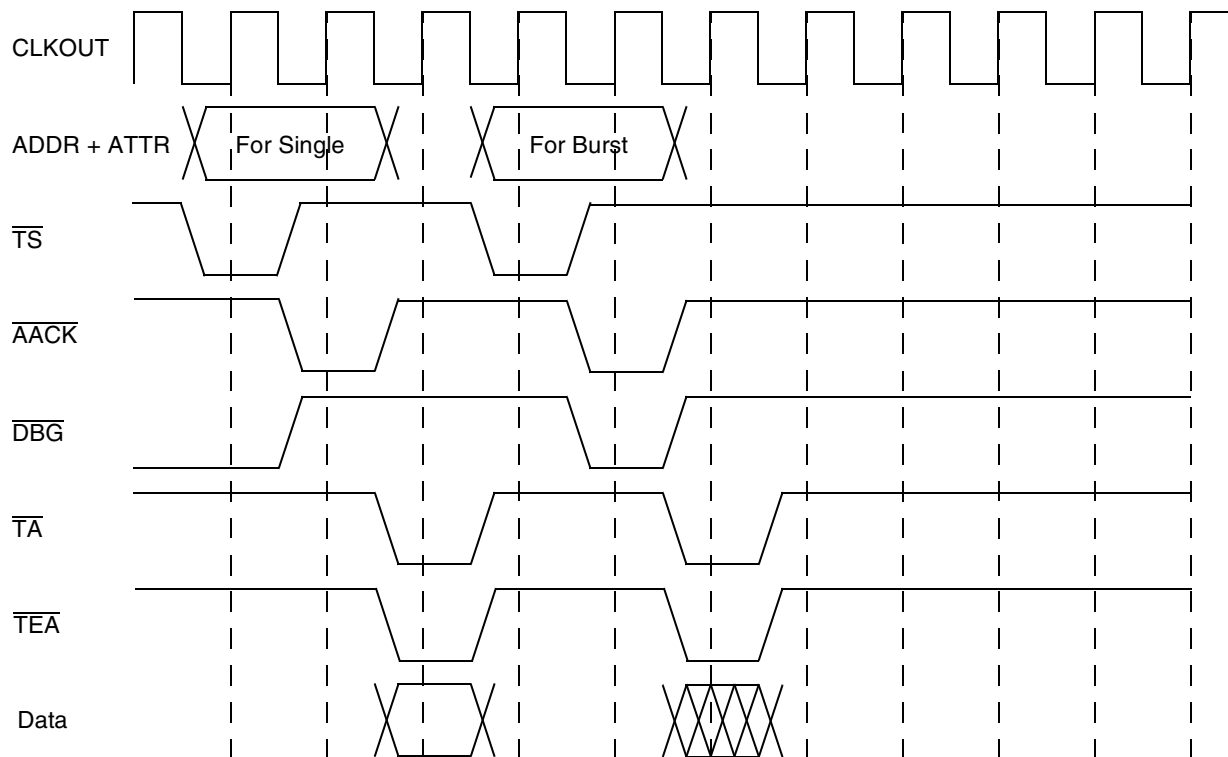 CLKOUT
ADDR + ATTR
For Single
For Burst
TS
AACK
DBG
TA
TEA
Data